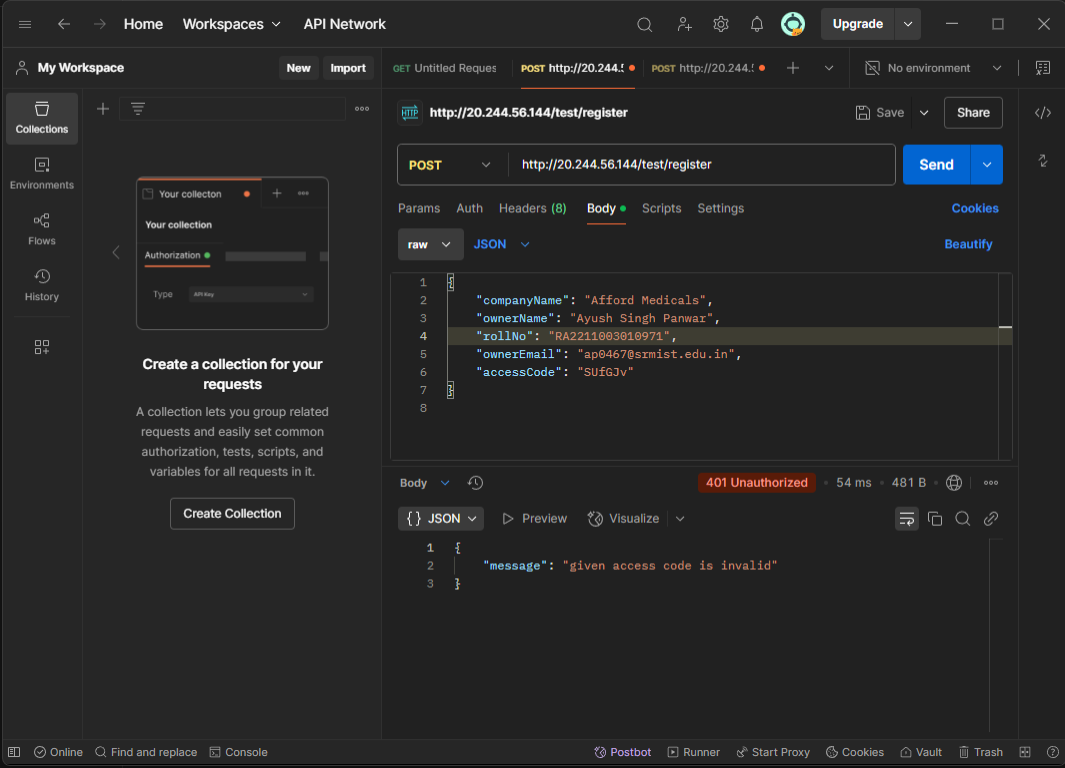 Home Workspaces API Network Upgrade
My Workspace New Import GET Untitled Reques POST http://20.244.5 POST http://20.244.5 No environment
Collections
Environments
Flows
History
Your collecton
Your collection
Authorization
Type API Key
Create a collection for your
requests
A collection lets you group related
requests and easily set common
authorization, tests, scripts, and
variables for all requests in it.
Create Collection
HTTP http://20.244.56.144/test/register Save Share
POST http://20.244.56.144/test/register Send
Params Auth Headers (8) Body Scripts Settings Cookies
raw JSON Beautify
1 {
2 "companyName": "Afford Medicals",
3 "ownerName": "Ayush Singh Panwar",
4 "rollNo": "RA2211003010971",
5 "ownerEmail": "ap0467@srmist.edu.in",
6 "accessCode": "SUfGJv"
7 }
8
Body 401 Unauthorized • 54 ms • 481 B •
{} JSON Preview Visualize
1 {
2 "message": "given access code is invalid"
3 }
Online Find and replace Console Postbot Runner Start Proxy Cookies Vault Trash